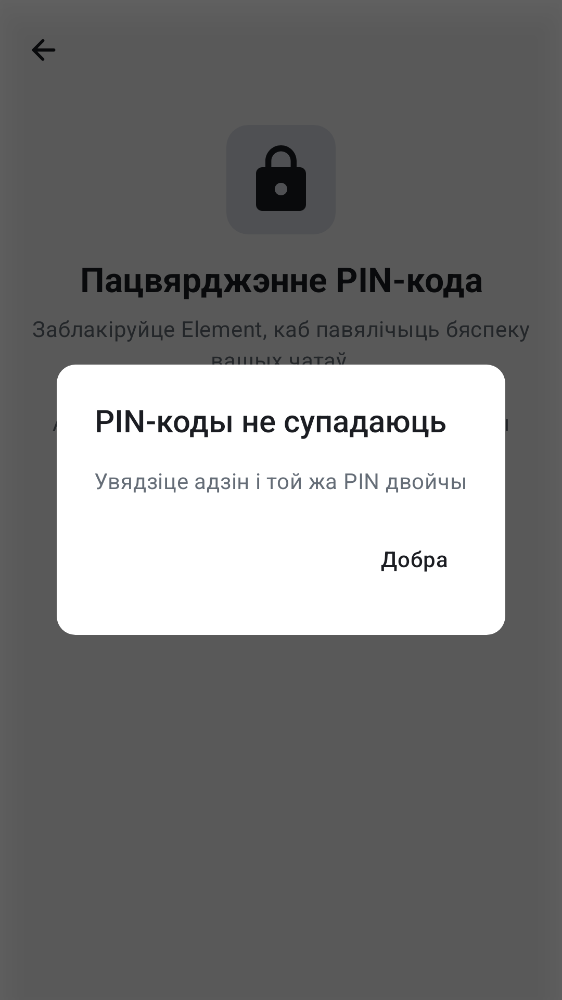 Пацвярджэнне PIN-кода
Заблакіруйце Element, каб павялічыць бяспеку
вашых чатаў
PIN-коды не супадаюць
Увядзіце адзін і той жа PIN двойчы
Добра